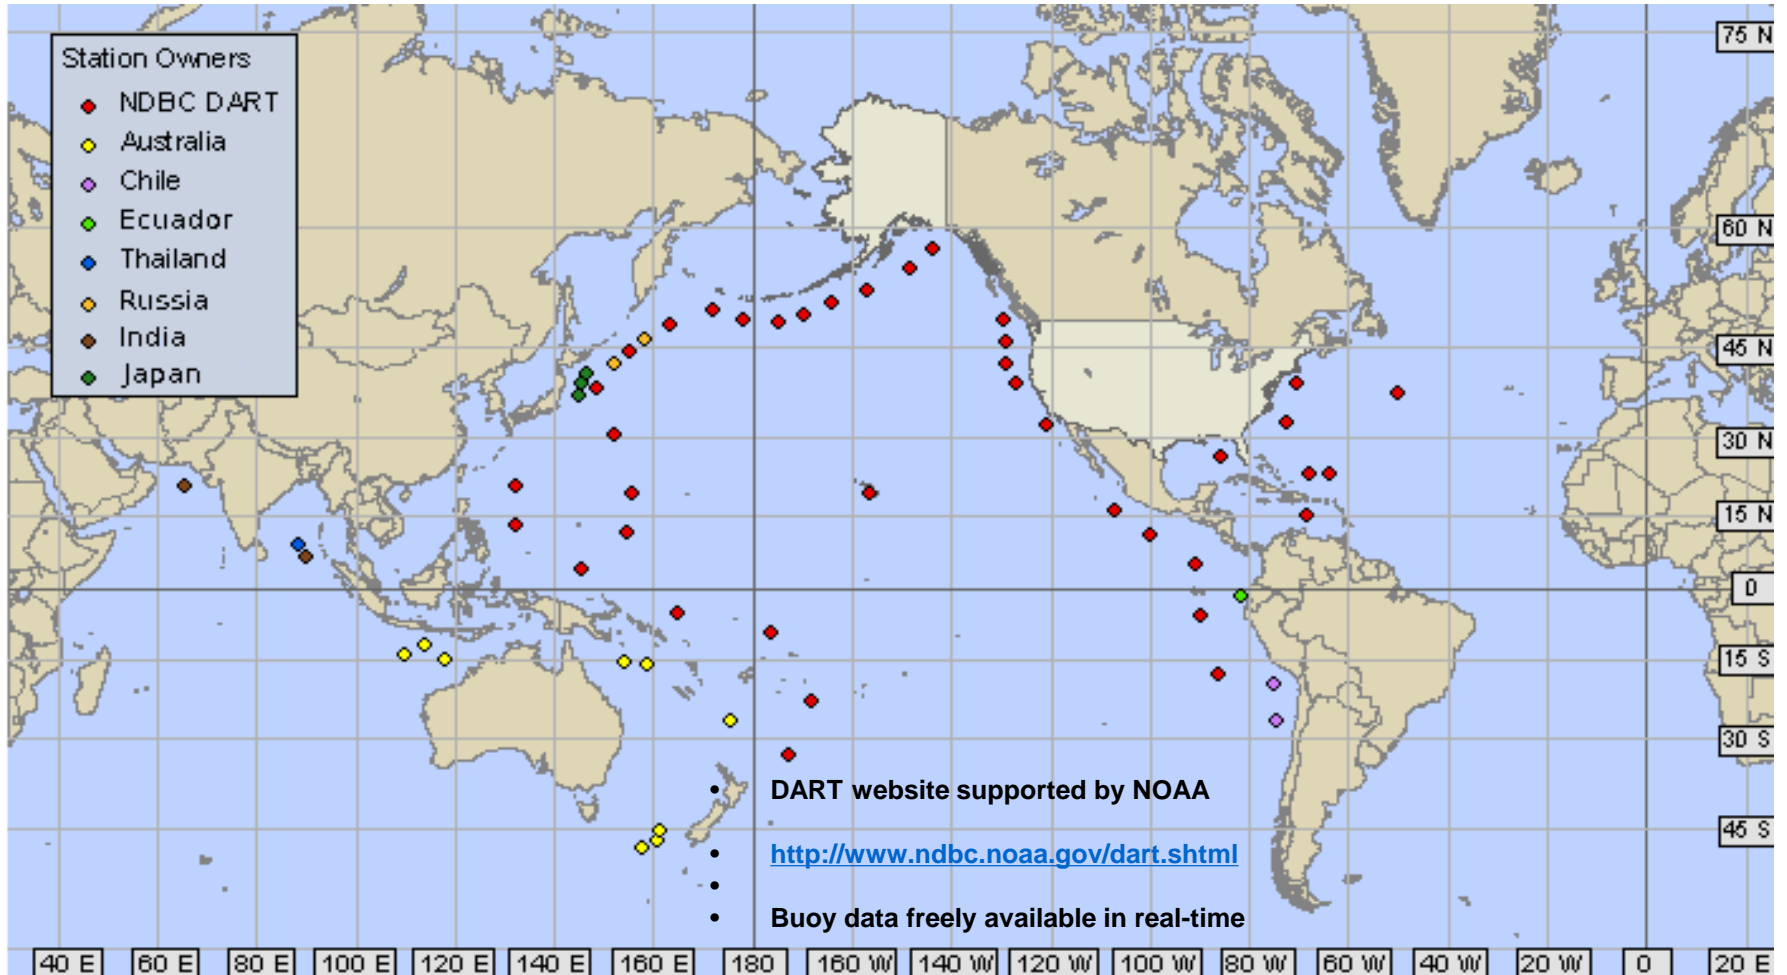 Station Owners
NDBC DART
Australia
Chile
Ecuador
Thailand
Russia
India
Japan
75 N
60 N
45 N
30 N
15 N
0
15 S
30 S
45 S
• DART website supported by NOAA
• http://www.ndbc.noaa.gov/dart.shtml
•
• Buoy data freely available in real-time
40 E 60 E 80 E 100 E 120 E 140 E 160 E 180 160 W 140 W 120 W 100 W 80 W 60 W 40 W 20 W 0 20 E